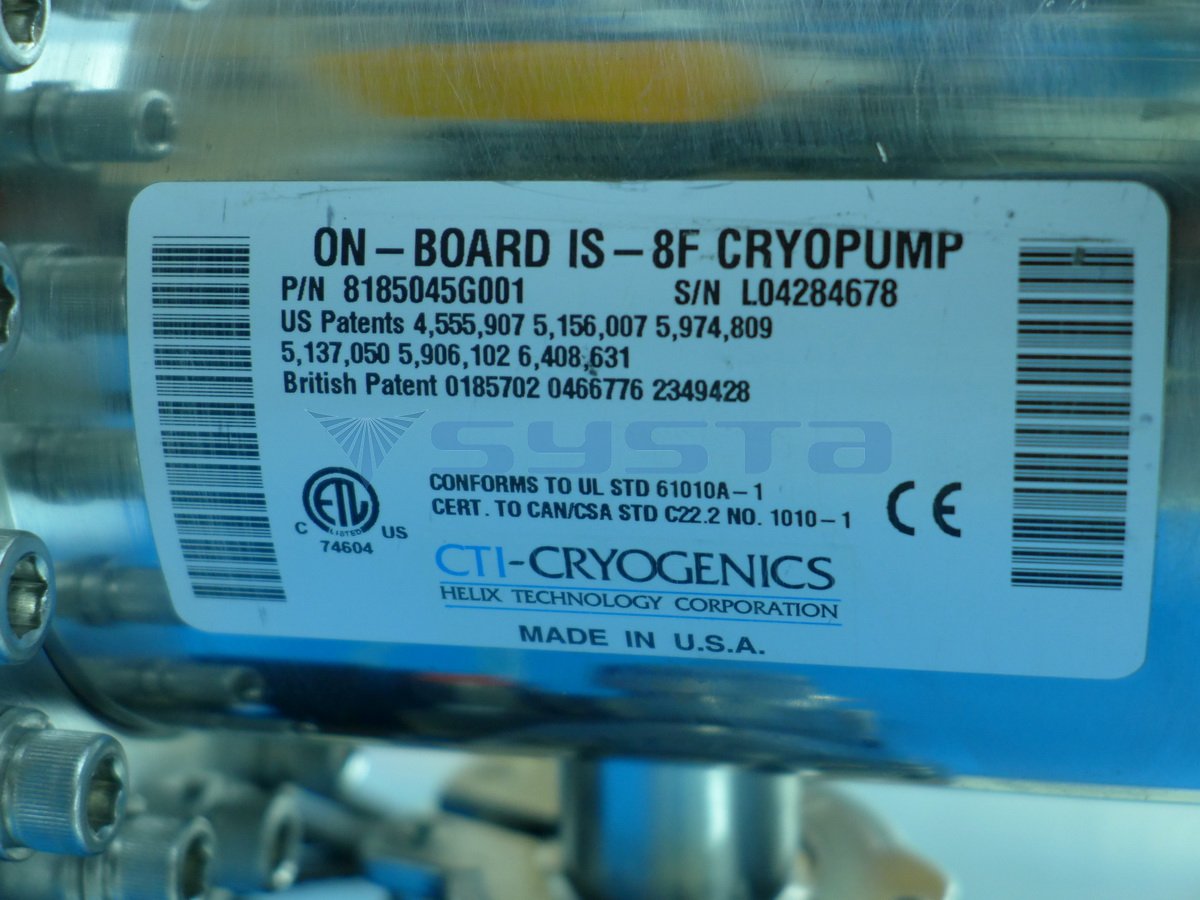 ON-BOARD IS-8F CRYOPUMP
P/N 8185045G001 S/N L04284678
US Patents 4,555,907 5,156,007 5,974,809
5,137,050 5,906,102 6,408,631
British Patent 0185702 0466776 2349428
systa
CONFORMS TO UL STD 61010A-1
CERT. TO CAN/CSA STD C22.2 NO. 1010-1
ETL
LISTED
C US
74604
CE
CTI-CRYOGENICS
HELIX TECHNOLOGY CORPORATION
MADE IN U.S.A.